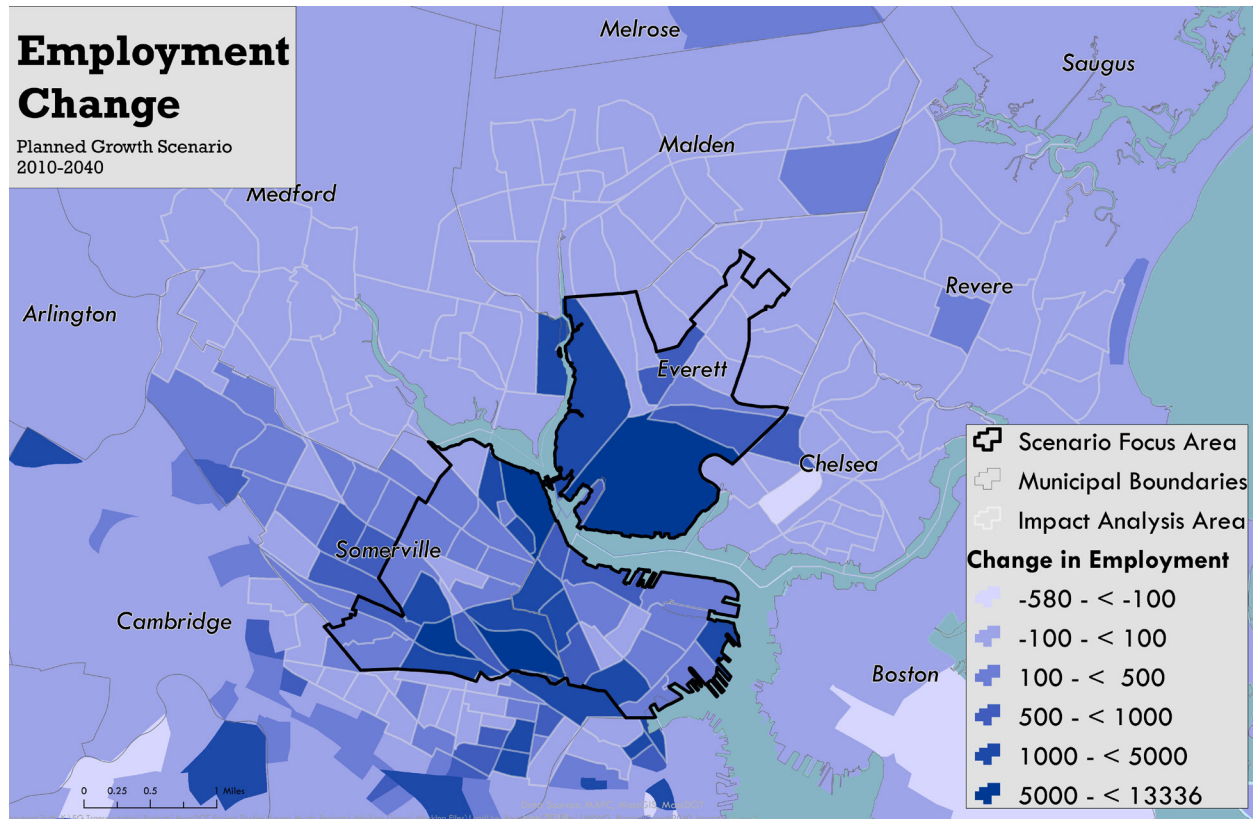 Employment
Change
Planned Growth Scenario
2010-2040
Melrose
Saugus
Malden
Medford
Arlington
Revere
Everett
Chelsea
Somerville
Cambridge
Boston
Scenario Focus Area
Municipal Boundaries
Impact Analysis Area
Change in Employment
-580 - < -100
-100 - < 100
100 - < 500
500 - < 1000
1000 - < 5000
5000 - < 13336
0 0.25 0.5 1 Miles